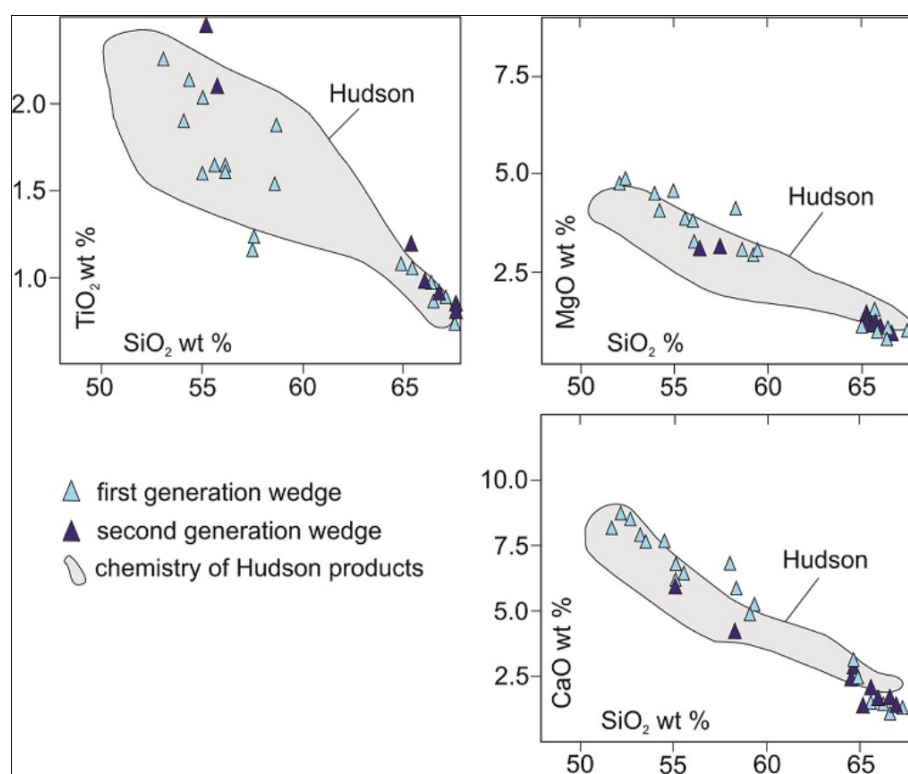 2.0
1.5
1.0
TiO₂ wt %
Hudson
SiO₂ wt %
50 55 60 65
7.5
5.0
2.5
MgO wt %
Hudson
SiO₂ %
50 55 60 65
first generation wedge
second generation wedge
chemistry of Hudson products
10.0
7.5
5.0
2.5
CaO wt %
Hudson
SiO₂ wt %
50 55 60 65